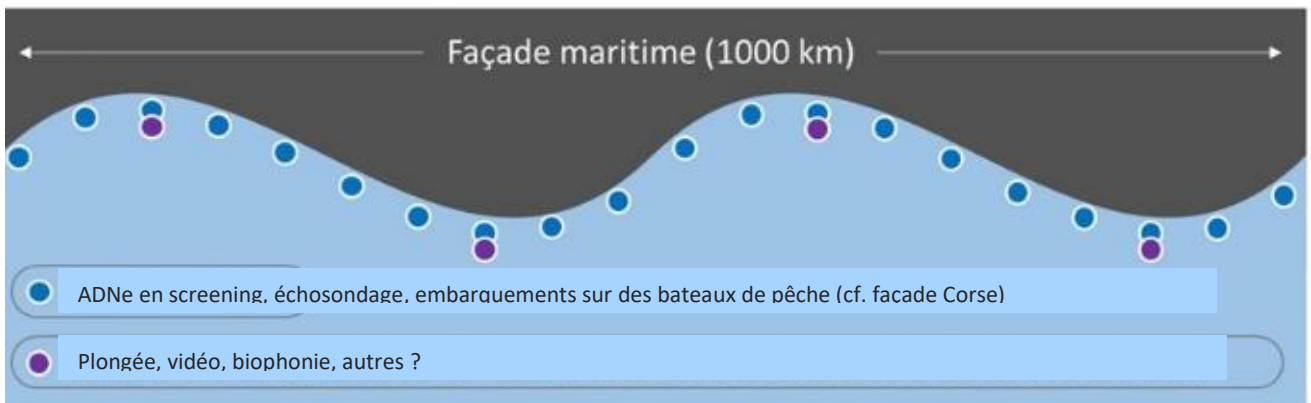 Façade maritime (1000 km)
ADNe en screening, échosondage, embarquements sur des bateaux de pêche (cf. façade Corse)
Plongée, vidéo, biophonie, autres ?